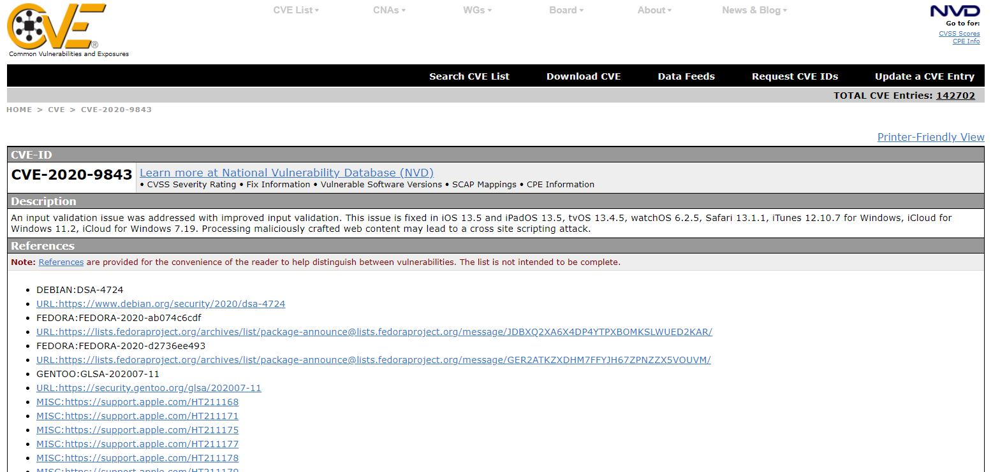 CVE®
Common Vulnerabilities and Exposures
CVE List CNAs WGs Board About News & Blog
NVD
Go to for:
CVSS Scores
CPE Info
Search CVE List Download CVE Data Feeds Request CVE IDs Update a CVE Entry
TOTAL CVE Entries: 142702
HOME > CVE > CVE-2020-9843
Printer-Friendly View
CVE-ID
CVE-2020-9843 Learn more at National Vulnerability Database (NVD)
• CVSS Severity Rating • Fix Information • Vulnerable Software Versions • SCAP Mappings • CPE Information
Description
An input validation issue was addressed with improved input validation. This issue is fixed in iOS 13.5 and iPadOS 13.5, tvOS 13.4.5, watchOS 6.2.5, Safari 13.1.1, iTunes 12.10.7 for Windows, iCloud for
Windows 11.2, iCloud for Windows 7.19. Processing maliciously crafted web content may lead to a cross site scripting attack.
References
Note: References are provided for the convenience of the reader to help distinguish between vulnerabilities. The list is not intended to be complete.
• DEBIAN:DSA-4724
• URL:https://www.debian.org/security/2020/dsa-4724
• FEDORA:FEDORA-2020-ab074c6cdf
• URL:https://lists.fedoraproject.org/archives/list/package-announce@lists.fedoraproject.org/message/JDBXQ2XA6X4DP4YTPXBOMKSLWUED2KAR/
• FEDORA:FEDORA-2020-d2736ee493
• URL:https://lists.fedoraproject.org/archives/list/package-announce@lists.fedoraproject.org/message/GER2ATKZXDHM7FFYJH67ZPNZZX5VOUVM/
• GENTOO:GLSA-202007-11
• URL:https://security.gentoo.org/glsa/202007-11
• MISC:https://support.apple.com/HT211168
• MISC:https://support.apple.com/HT211171
• MISC:https://support.apple.com/HT211175
• MISC:https://support.apple.com/HT211177
• MISC:https://support.apple.com/HT211178
• MISC:https://support.apple.com/HT211179